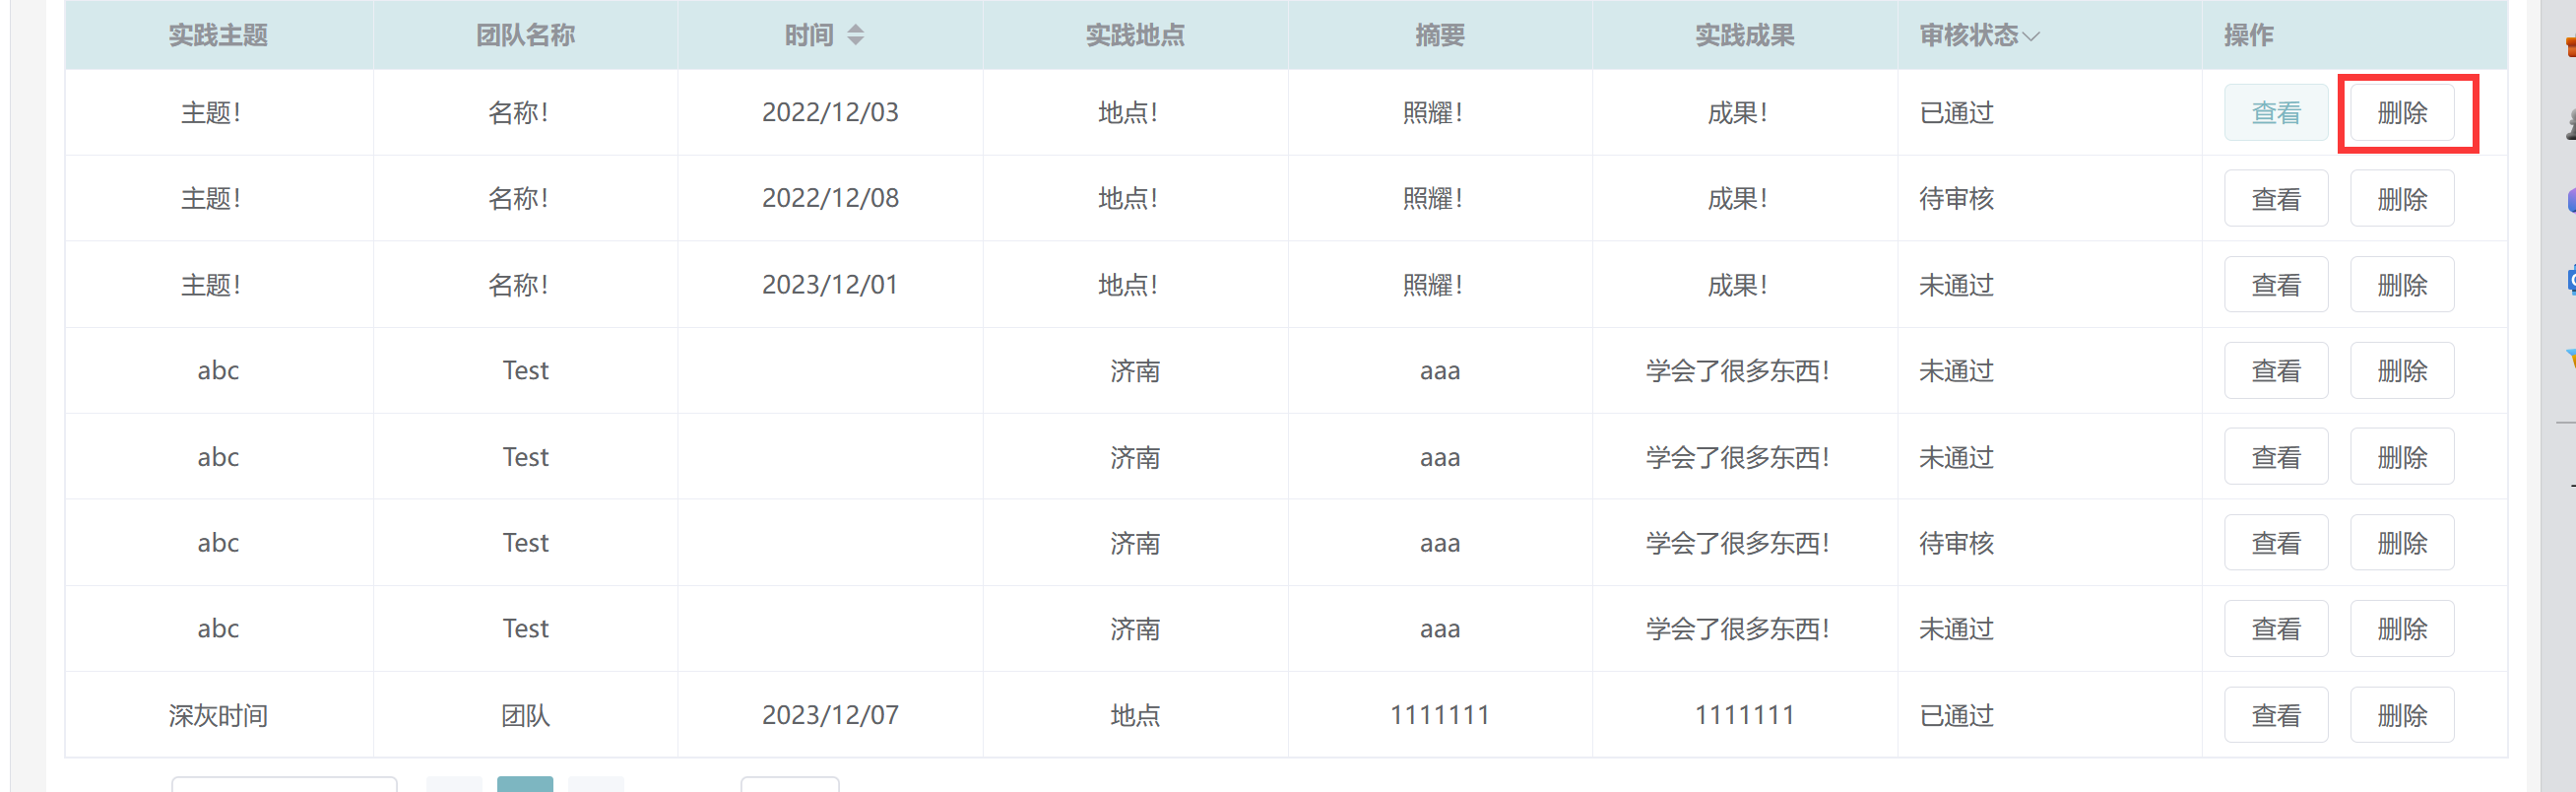 实践主题 团队名称 时间 实践地点 摘要 实践成果 审核状态 操作
主题! 名称! 2022/12/03 地点! 照耀! 成果! 已通过 查看 删除
主题! 名称! 2022/12/08 地点! 照耀! 成果! 待审核 查看 删除
主题! 名称! 2023/12/01 地点! 照耀! 成果! 未通过 查看 删除
abc Test 济南 aaa 学会了很多东西! 未通过 查看 删除
abc Test 济南 aaa 学会了很多东西! 未通过 查看 删除
abc Test 济南 aaa 学会了很多东西! 待审核 查看 删除
abc Test 济南 aaa 学会了很多东西! 未通过 查看 删除
深灰时间 团队 2023/12/07 地点 1111111 1111111 已通过 查看 删除